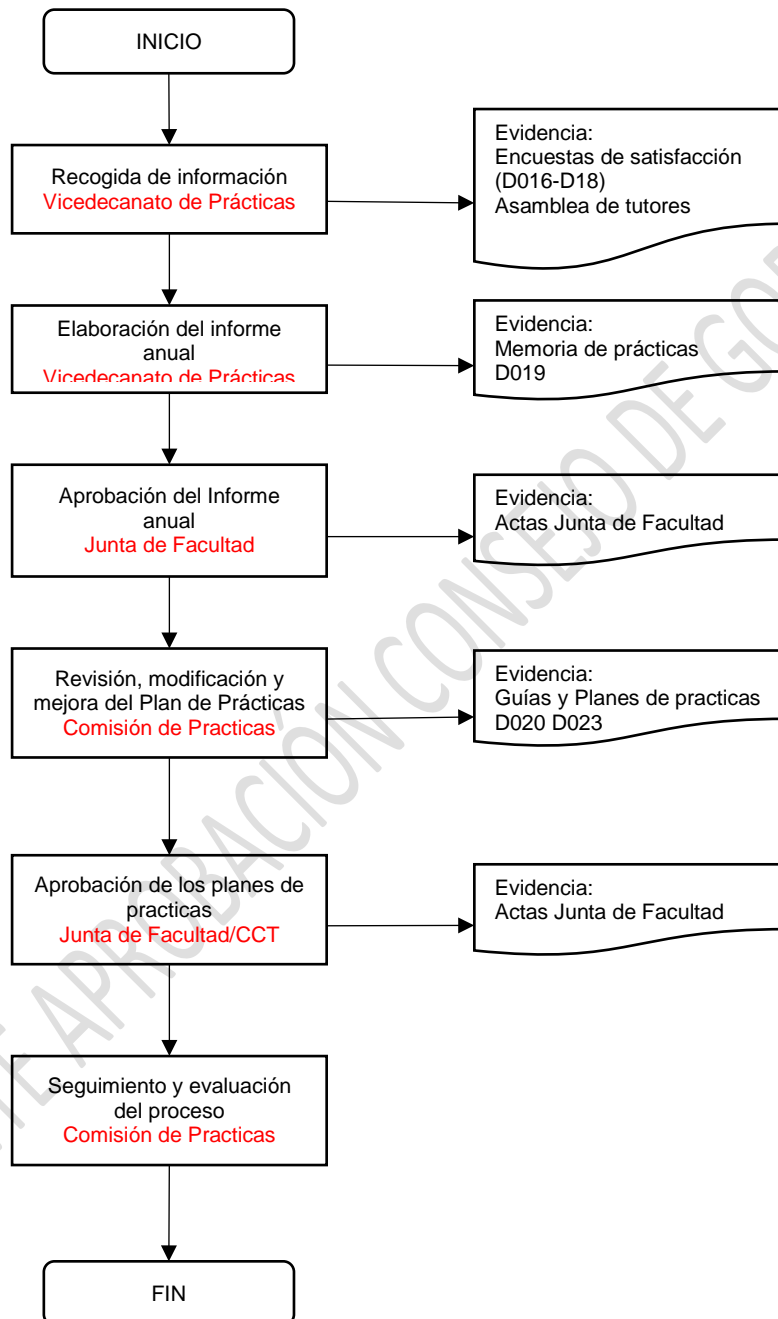 INICIO
Recogida de información
Vicedecanato de Prácticas
Evidencia:
Encuestas de satisfacción
(D016-D18)
Asamblea de tutores
Elaboración del informe
anual
Vicedecanato de Prácticas
Evidencia:
Memoria de prácticas
D019
Aprobación del Informe
anual
Junta de Facultad
Evidencia:
Actas Junta de Facultad
Revisión, modificación y
mejora del Plan de Prácticas
Comisión de Practicas
Evidencia:
Guías y Planes de practicas
D020 D023
Aprobación de los planes de
practicas
Junta de Facultad/CCT
Evidencia:
Actas Junta de Facultad
Seguimiento y evaluación
del proceso
Comisión de Practicas
FIN
APROBACIÓN CONSEJO DE